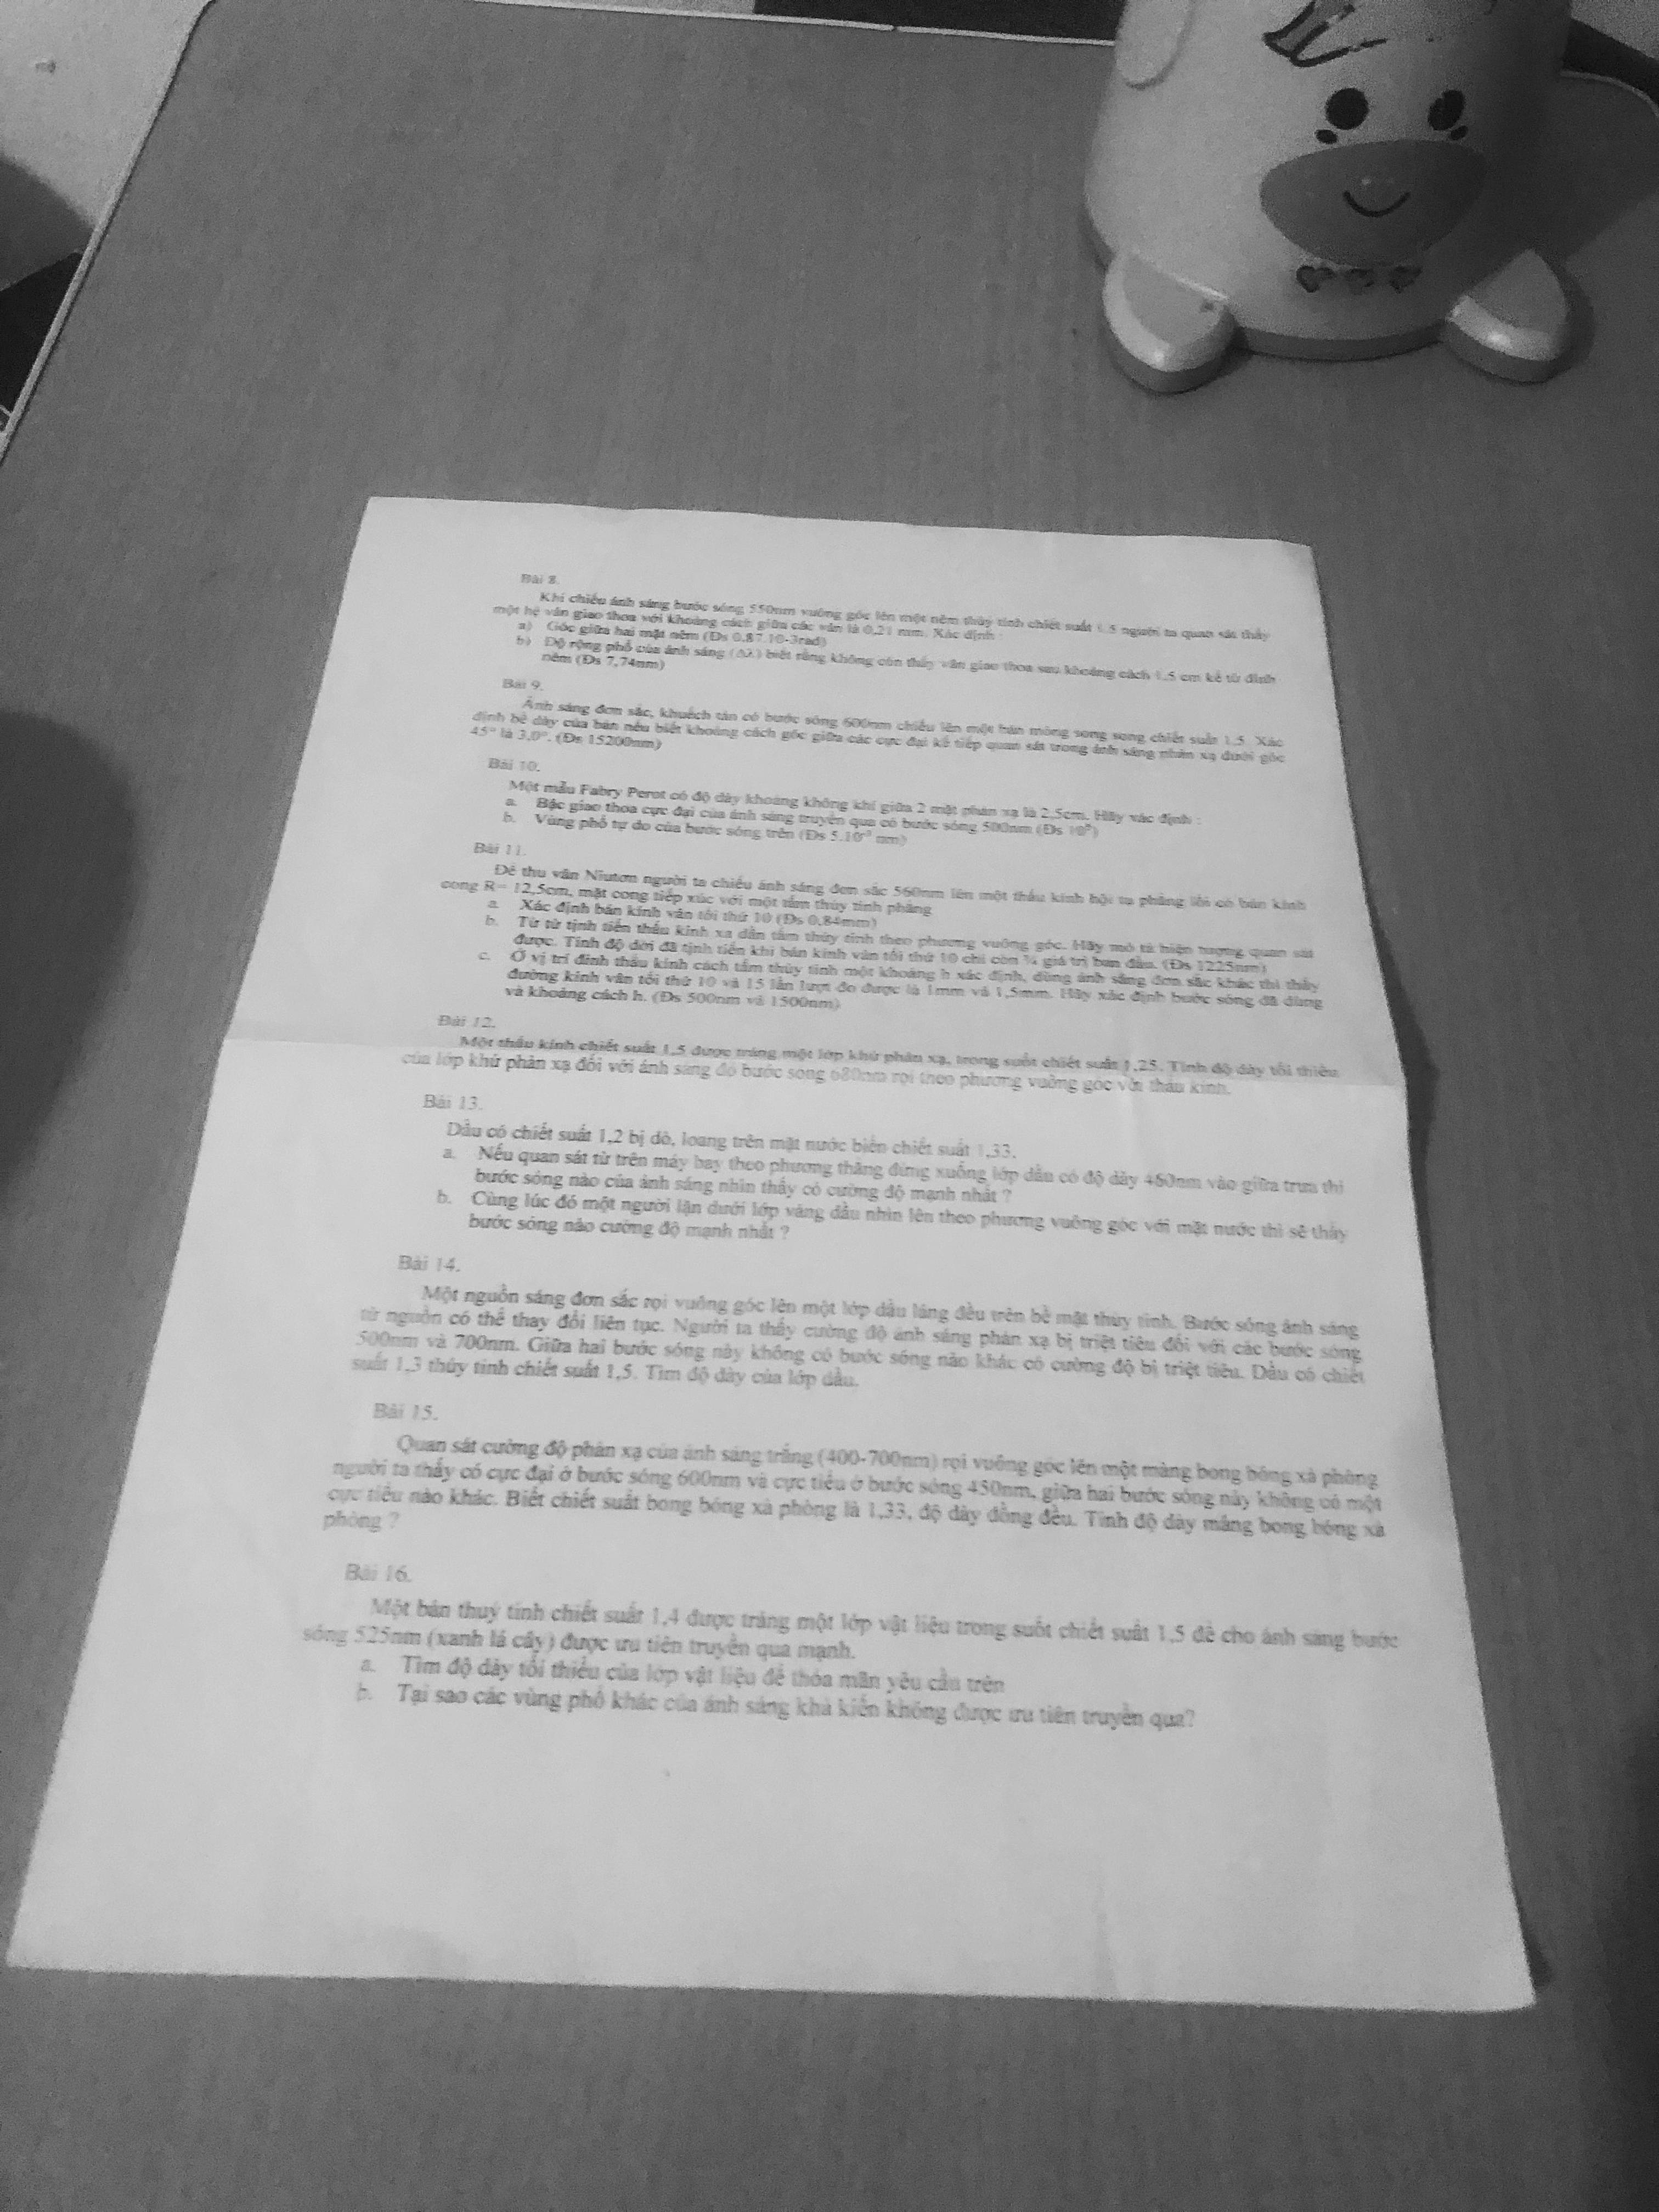 Bài 8.
Khi chiếu ánh sáng bước sóng 550nm vuông góc lên một nêm thủy tinh chiết suất 1.5 người ta quan sát thấy
một hệ vân giao thoa với khoảng cách giữa các vân là 0,21 mm. Xác định :
a) Góc giữa hai mặt nêm (Đs 0.87.10-3rad)
b) Độ rộng phổ của ánh sáng (Δλ) biết rằng không còn thấy vân giao thoa sau khoảng cách 1.5 cm kể từ đỉnh
nêm (Đs 7,74nm)
Bài 9.
Ánh sáng đơn sắc, khuếch tán có bước sóng 600nm chiếu lên một bản mỏng song song chiết suất 1.5. Xác
định bề dày của bản nếu biết khoảng cách góc giữa các cực đại kế tiếp quan sát trong ánh sáng phản xạ dưới góc
45° là 3,0°. (Đs 15200nm)
Bài 10.
Một mẫu Fabry Perot có độ dày khoảng không khí giữa 2 mặt phản xạ là 2,5cm. Hãy xác định :
a. Bậc giao thoa cực đại của ánh sáng truyền qua có bước sóng 500nm (Đs 10⁵)
b. Vùng phổ tự do của bước sóng trên (Đs 5.10⁻³ nm)
Bài 11.
Để thu vân Niutơn người ta chiếu ánh sáng đơn sắc 560nm lên một thấu kính hội tụ phẳng lồi có bán kính
cong R= 12,5cm, mặt cong tiếp xúc với một tấm thủy tinh phẳng
a. Xác định bán kính vân tối thứ 10 (Đs 0,84mm)
b. Từ từ tịnh tiến thấu kính xa dần tấm thủy tinh theo phương vuông góc. Hãy mô tả hiện tượng quan sát
được. Tính độ dời đã tịnh tiến khi bán kính vân tối thứ 10 chỉ còn ¾ giá trị ban đầu. (Đs 1225nm)
c. Ở vị trí đỉnh thấu kính cách tấm thủy tinh một khoảng h xác định, dùng ánh sáng đơn sắc khác thì thấy
đường kính vân tối thứ 10 và 15 lần lượt đo được là 1mm và 1,5mm. Hãy xác định bước sóng đã dùng
và khoảng cách h. (Đs 500nm và 1500nm)
Bài 12.
Một thấu kính chiết suất 1,5 được tráng một lớp khử phản xạ, trong suốt chiết suất 1,25. Tính độ dày tối thiểu
của lớp khử phản xạ đối với ánh sáng đỏ bước sóng 680nm rọi theo phương vuông góc với thấu kính.
Bài 13.
Dầu có chiết suất 1,2 bị dò, loang trên mặt nước biển chiết suất 1,33.
a. Nếu quan sát từ trên máy bay theo phương thẳng đứng xuống lớp dầu có độ dày 460nm vào giữa trưa thì
bước sóng nào của ánh sáng nhìn thấy có cường độ mạnh nhất ?
b. Cùng lúc đó một người lặn dưới lớp váng dầu nhìn lên theo phương vuông góc với mặt nước thì sẽ thấy
bước sóng nào cường độ mạnh nhất ?
Bài 14.
Một nguồn sáng đơn sắc rọi vuông góc lên một lớp dầu láng đều trên bề mặt thủy tinh. Bước sóng ánh sáng
từ nguồn có thể thay đổi liên tục. Người ta thấy cường độ ánh sáng phản xạ bị triệt tiêu đối với các bước sóng
500nm và 700nm. Giữa hai bước sóng này không có bước sóng nào khác có cường độ bị triệt tiêu. Dầu có chiết
suất 1,3 thủy tinh chiết suất 1,5. Tìm độ dày của lớp dầu.
Bài 15.
Quan sát cường độ phản xạ của ánh sáng trắng (400-700nm) rọi vuông góc lên một màng bong bóng xà phòng
người ta thấy có cực đại ở bước sóng 600nm và cực tiểu ở bước sóng 450nm, giữa hai bước sóng này không có một
cực tiểu nào khác. Biết chiết suất bong bóng xà phòng là 1,33, độ dày đồng đều. Tính độ dày màng bong bóng xà
phòng ?
Bài 16.
Một bản thuỷ tinh chiết suất 1,4 được tráng một lớp vật liệu trong suốt chiết suất 1,5 để cho ánh sáng bước
sóng 525nm (xanh lá cây) được ưu tiên truyền qua mạnh.
a. Tìm độ dày tối thiểu của lớp vật liệu để thỏa mãn yêu cầu trên
b. Tại sao các vùng phổ khác của ánh sáng khả kiến không được ưu tiên truyền qua?